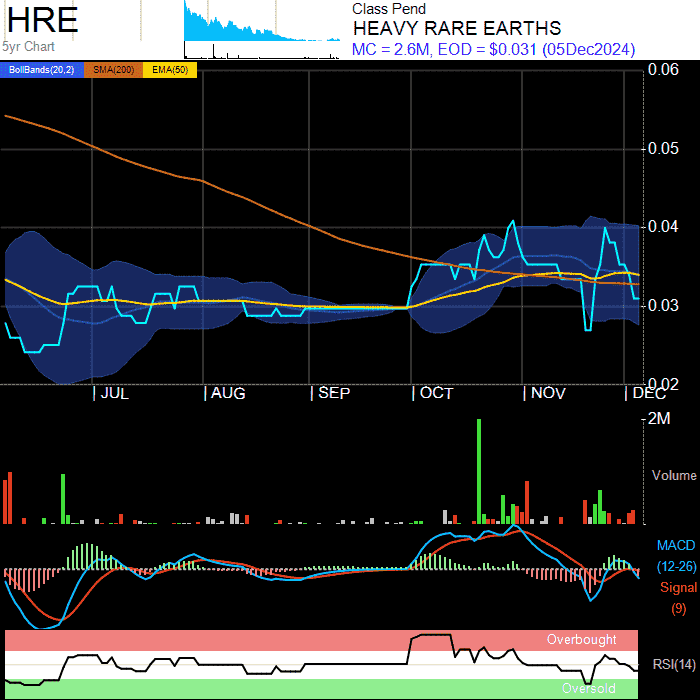 HRE
5yr Chart
Class Pend
HEAVY RARE EARTHS
MC = 2.6M, EOD = $0.031 (05Dec2024)
BollBands(20,2) SMA(200) EMA(50)
0.06
0.05
0.04
0.03
0.02
JUL AUG SEP OCT NOV DEC
2M
Volume
MACD
(12-26)
Signal
(9)
Overbought
RSI(14)
Oversold